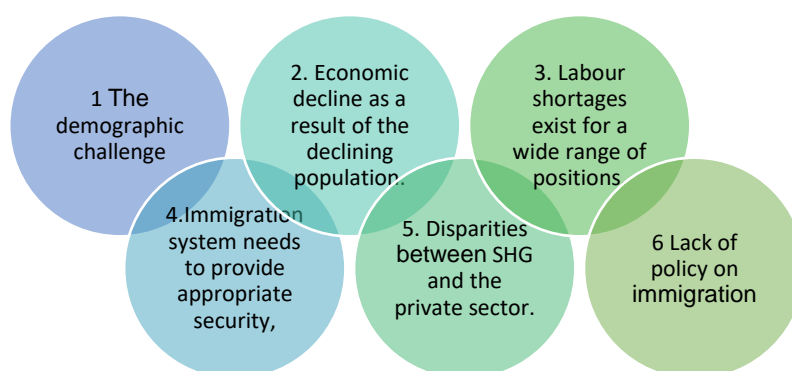 1 The
demographic
challenge
2. Economic
decline as a
result of the
declining
population.
3. Labour
shortages
exist for a
wide range of
positions
4.Immigration
system needs
to provide
appropriate
security,
5. Disparities
between SHG
and the
private sector.
6 Lack of
policy on
immigration